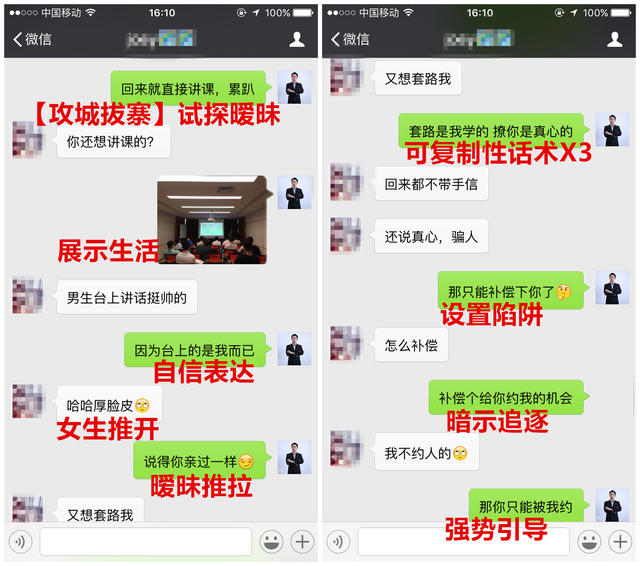 中国移动
16:10
100%
微信
回来就直接讲课，累趴
【攻城拔寨】试探暧昧
你还想讲课的?
展示生活
男生台上讲话挺帅的
因为台上的是我而已
自信表达
哈哈厚脸皮🙄
女生推开
说得你亲过一样😏
暧昧推拉
又想套路我
中国移动
16:10
100%
微信
又想套路我
套路是我学的 撩你是真心的
可复制性话术X3
回来都不带手信
还说真心，骗人
那只能补偿下你了🤔
设置陷阱
怎么补偿
补偿个给你约我的机会
暗示追逐
我不约人的🙄
那你只能被我约
强势引导